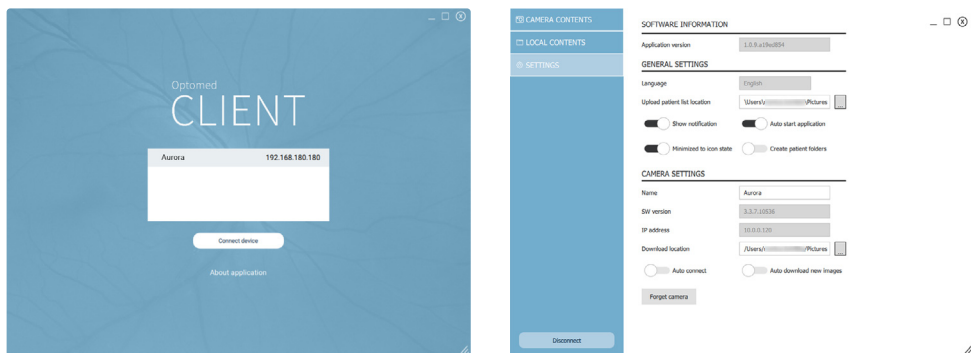 Optomed
CLIENT
Aurora 192.168.180.180
Connect device
About application
CAMERA CONTENTS
LOCAL CONTENTS
SETTINGS
Disconnect
SOFTWARE INFORMATION
Application version 1.0.9.a19ed854
GENERAL SETTINGS
Language English
Upload patient list location \Users\ \Pictures ...
Show notification Auto start application
Minimized to icon state Create patient folders
CAMERA SETTINGS
Name Aurora
SW version 3.3.7-10536
IP address 10.0.0.120
Download location /Users/ /Pictures ...
Auto connect Auto download new images
Forget camera